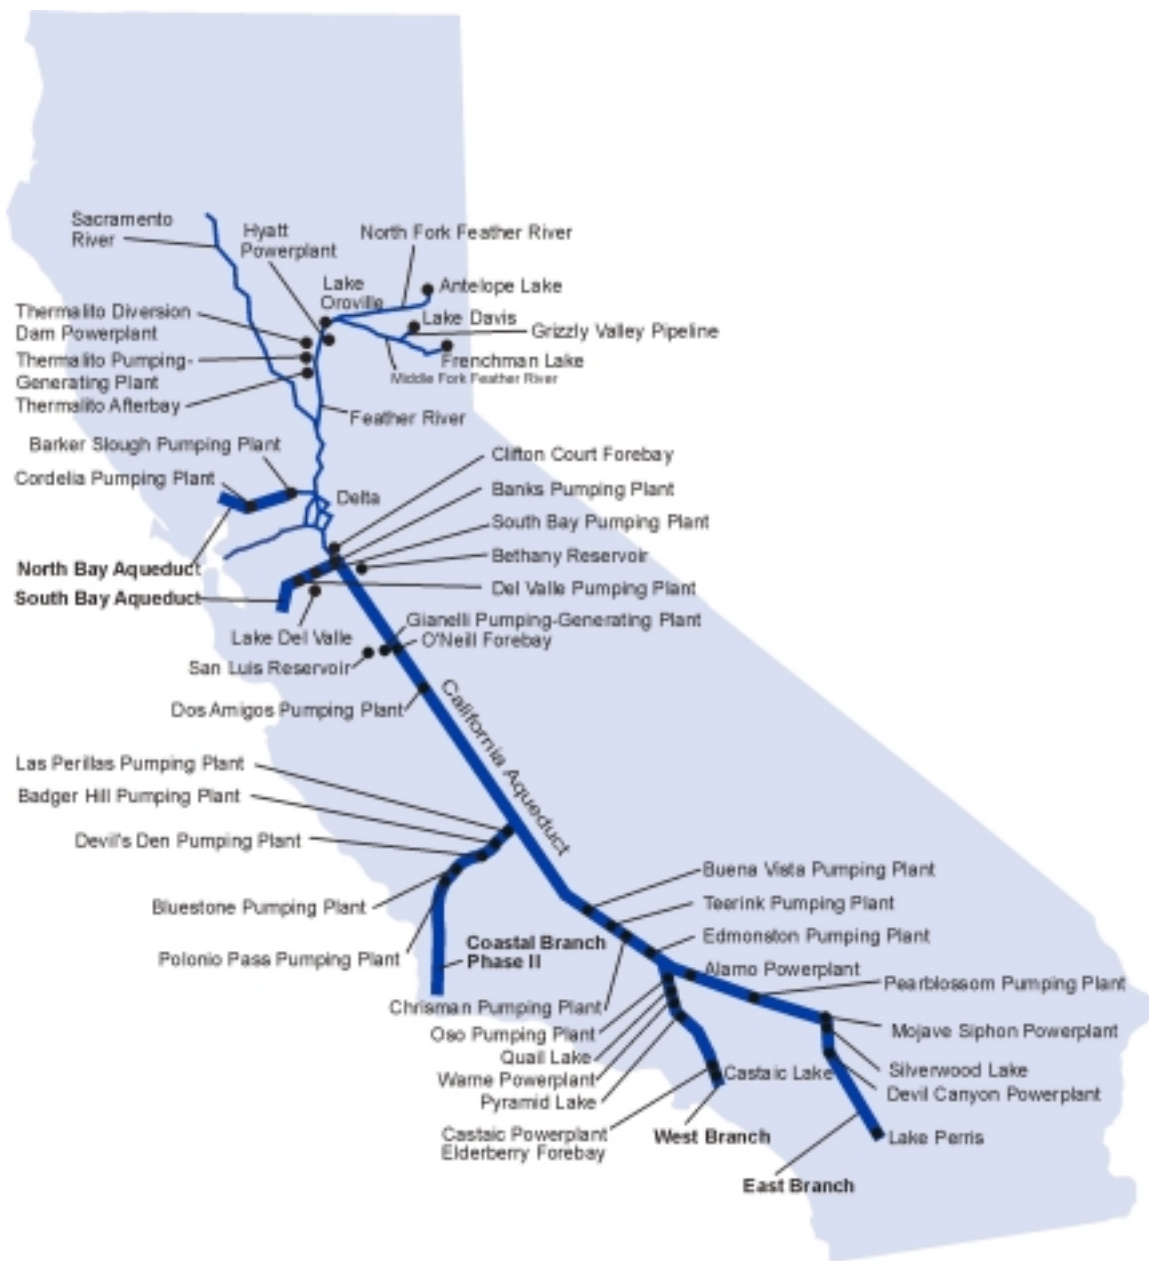 Sacramento
River
Hyatt
Powerplant
North Fork Feather River
Lake
Oroville
Antelope Lake
Thermalito Diversion
Dam Powerplant
Lake Davis
Grizzly Valley Pipeline
Thermalito Pumping-
Generating Plant
Frenchman Lake
Middle Fork Feather River
Thermalito Afterbay
Feather River
Barker Slough Pumping Plant
Clifton Court Forebay
Cordelia Pumping Plant
Banks Pumping Plant
Delta
South Bay Pumping Plant
Bethany Reservoir
North Bay Aqueduct
Del Valle Pumping Plant
South Bay Aqueduct
Gianelli Pumping-Generating Plant
Lake Del Valle
O'Neill Forebay
San Luis Reservoir
Dos Amigos Pumping Plant
California Aqueduct
Las Perillas Pumping Plant
Badger Hill Pumping Plant
Devil's Den Pumping Plant
Buena Vista Pumping Plant
Bluestone Pumping Plant
Teerink Pumping Plant
Edmonston Pumping Plant
Coastal Branch
Phase II
Polonio Pass Pumping Plant
Alamo Powerplant
Pearblossom Pumping Plant
Chrisman Pumping Plant
Mojave Siphon Powerplant
Oso Pumping Plant
Quail Lake
Silverwood Lake
Castaic Lake
Warne Powerplant
Devil Canyon Powerplant
Pyramid Lake
Castaic Powerplant
Elderberry Forebay
West Branch
Lake Perris
East Branch